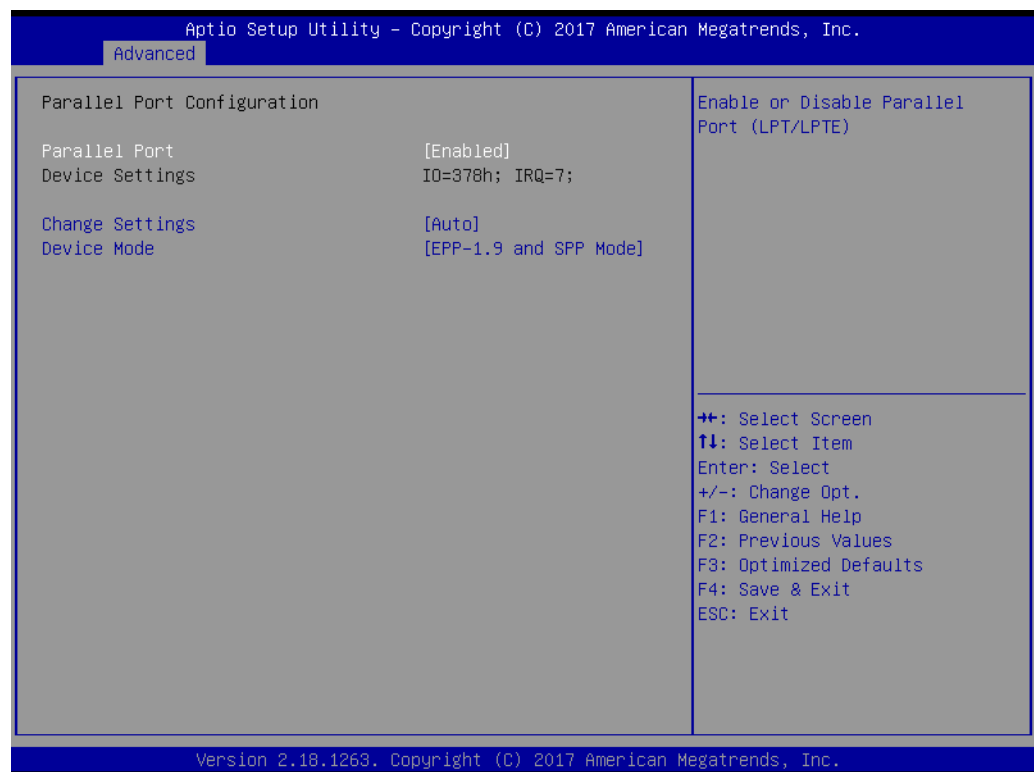 Aptio Setup Utility – Copyright (C) 2017 American Megatrends, Inc.
Advanced
Parallel Port Configuration
Parallel Port [Enabled]
Device Settings IO=378h; IRQ=7;
Change Settings [Auto]
Device Mode [EPP-1.9 and SPP Mode]
Enable or Disable Parallel
Port (LPT/LPTE)
→←: Select Screen
↑↓: Select Item
Enter: Select
+/-: Change Opt.
F1: General Help
F2: Previous Values
F3: Optimized Defaults
F4: Save & Exit
ESC: Exit
Version 2.18.1263. Copyright (C) 2017 American Megatrends, Inc.